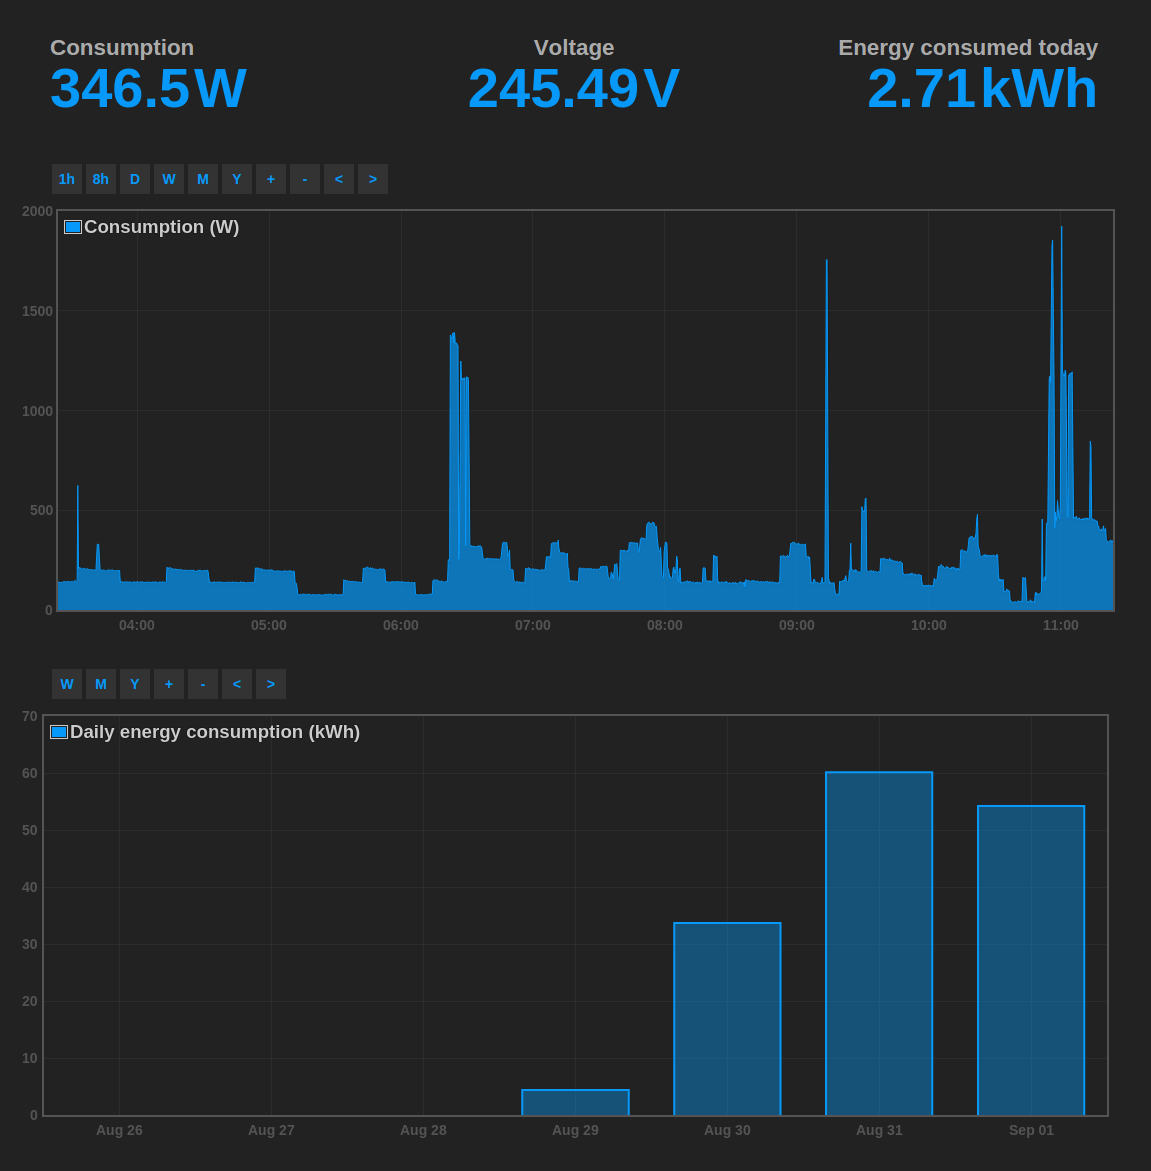 Consumption Voltage Energy consumed today
346.5W 245.49V 2.71kWh
1h 8h D W M Y + - < >
2000
Consumption (W)
1500
1000
500
0
04:00 05:00 06:00 07:00 08:00 09:00 10:00 11:00
W M Y + - < >
70
Daily energy consumption (kWh)
60
50
40
30
20
10
0
Aug 26 Aug 27 Aug 28 Aug 29 Aug 30 Aug 31 Sep 01